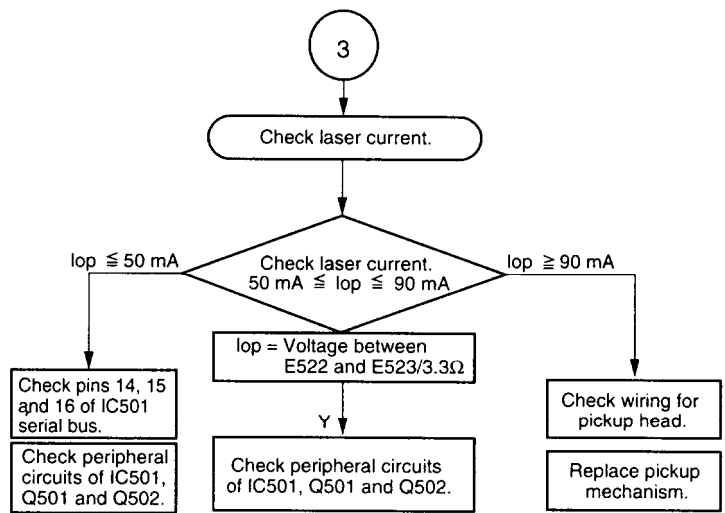 3
Check laser current.
Iop ≦ 50 mA
Check laser current.
50 mA ≦ Iop ≦ 90 mA
Iop ≧ 90 mA
Iop = Voltage between
E522 and E523/3.3Ω
Check pins 14, 15
and 16 of IC501
serial bus.
Check peripheral
circuits of IC501,
Q501 and Q502.
Y
Check peripheral circuits
of IC501, Q501 and Q502.
Check wiring for
pickup head.
Replace pickup
mechanism.